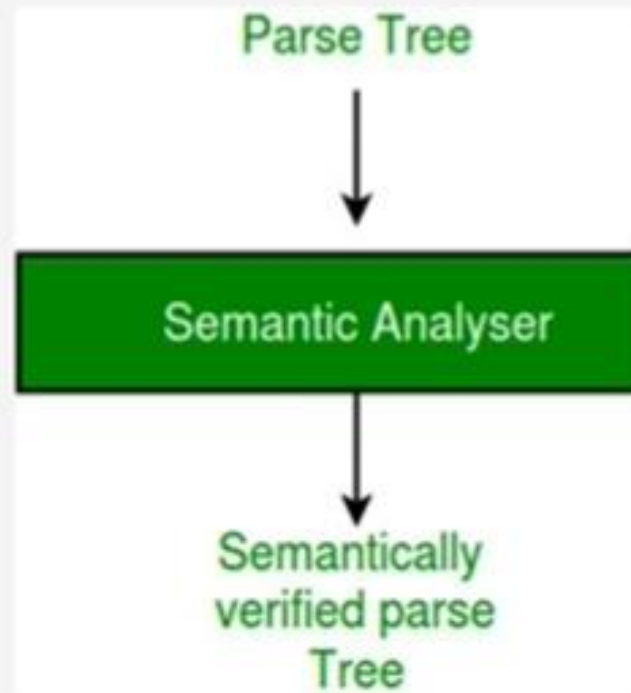 Parse Tree
Semantic Analyser
Semantically
verified parse
Tree